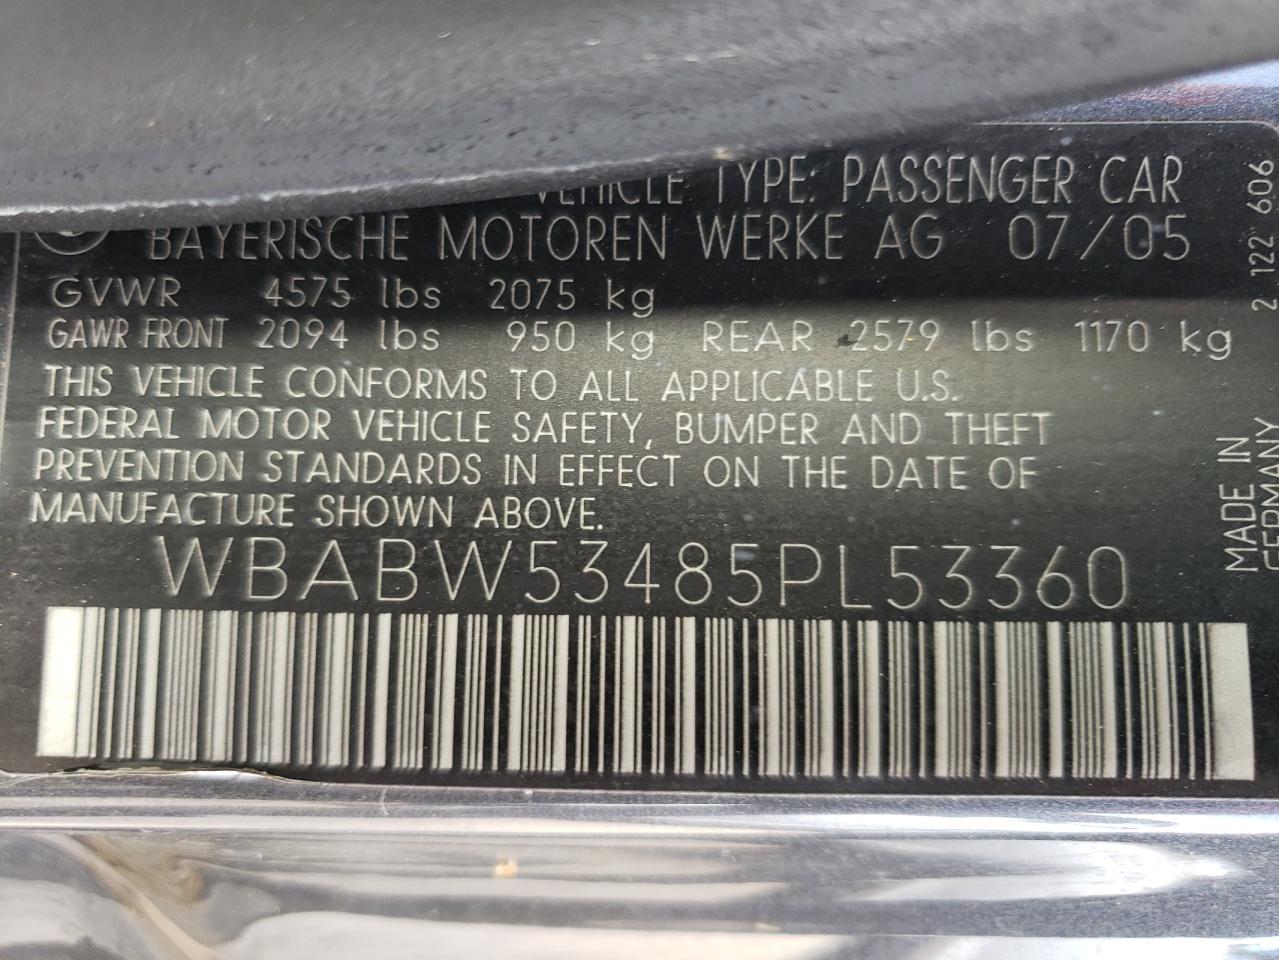 VEHICLE TYPE: PASSENGER CAR
BAYERISCHE MOTOREN WERKE AG 07/05
GVWR 4575 lbs 2075 kg
GAWR FRONT 2094 lbs 950 kg REAR 2579 lbs 1170 kg
THIS VEHICLE CONFORMS TO ALL APPLICABLE U.S.
FEDERAL MOTOR VEHICLE SAFETY, BUMPER AND THEFT
PREVENTION STANDARDS IN EFFECT ON THE DATE OF
MANUFACTURE SHOWN ABOVE.
WBABW53485PL53360
2 122 606
MADE IN
GERMANY